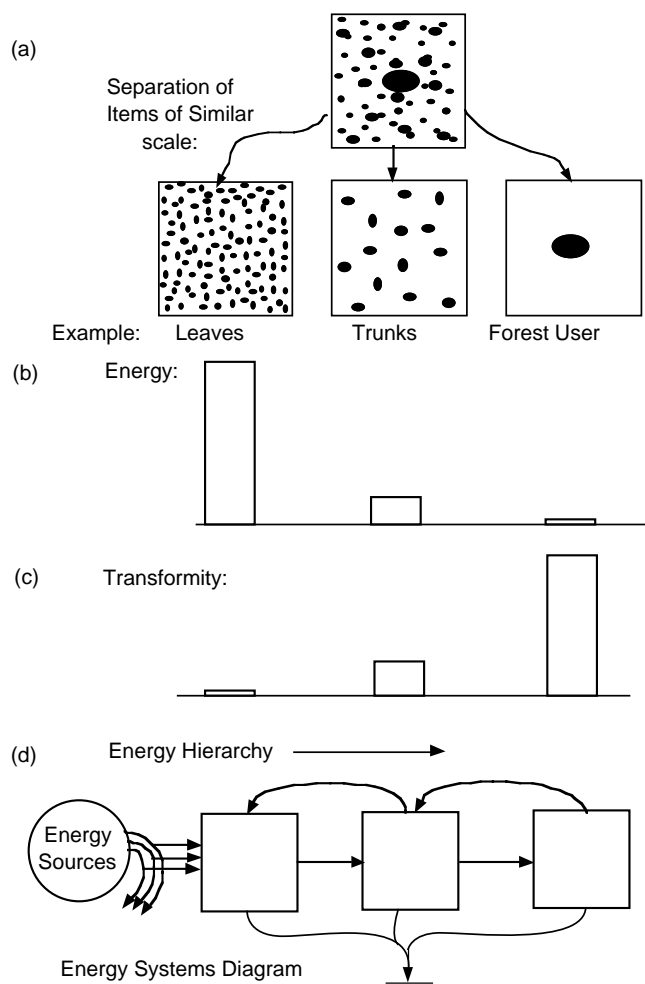 (a)
Separation of
Items of Similar
scale:
Example: Leaves Trunks Forest User
(b) Energy:
(c) Transformity:
(d) Energy Hierarchy
Energy
Sources
Energy Systems Diagram